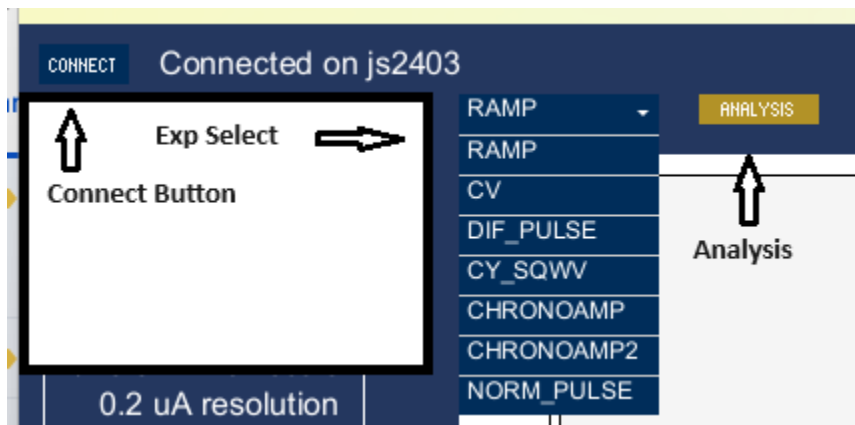 CONNECT
Connected on js2403
RAMP
ANALYSIS
Exp Select
RAMP
Connect Button
CV
DIF_PULSE
Analysis
CY_SQWV
CHRONOAMP
CHRONOAMP2
NORM_PULSE
0.2 uA resolution